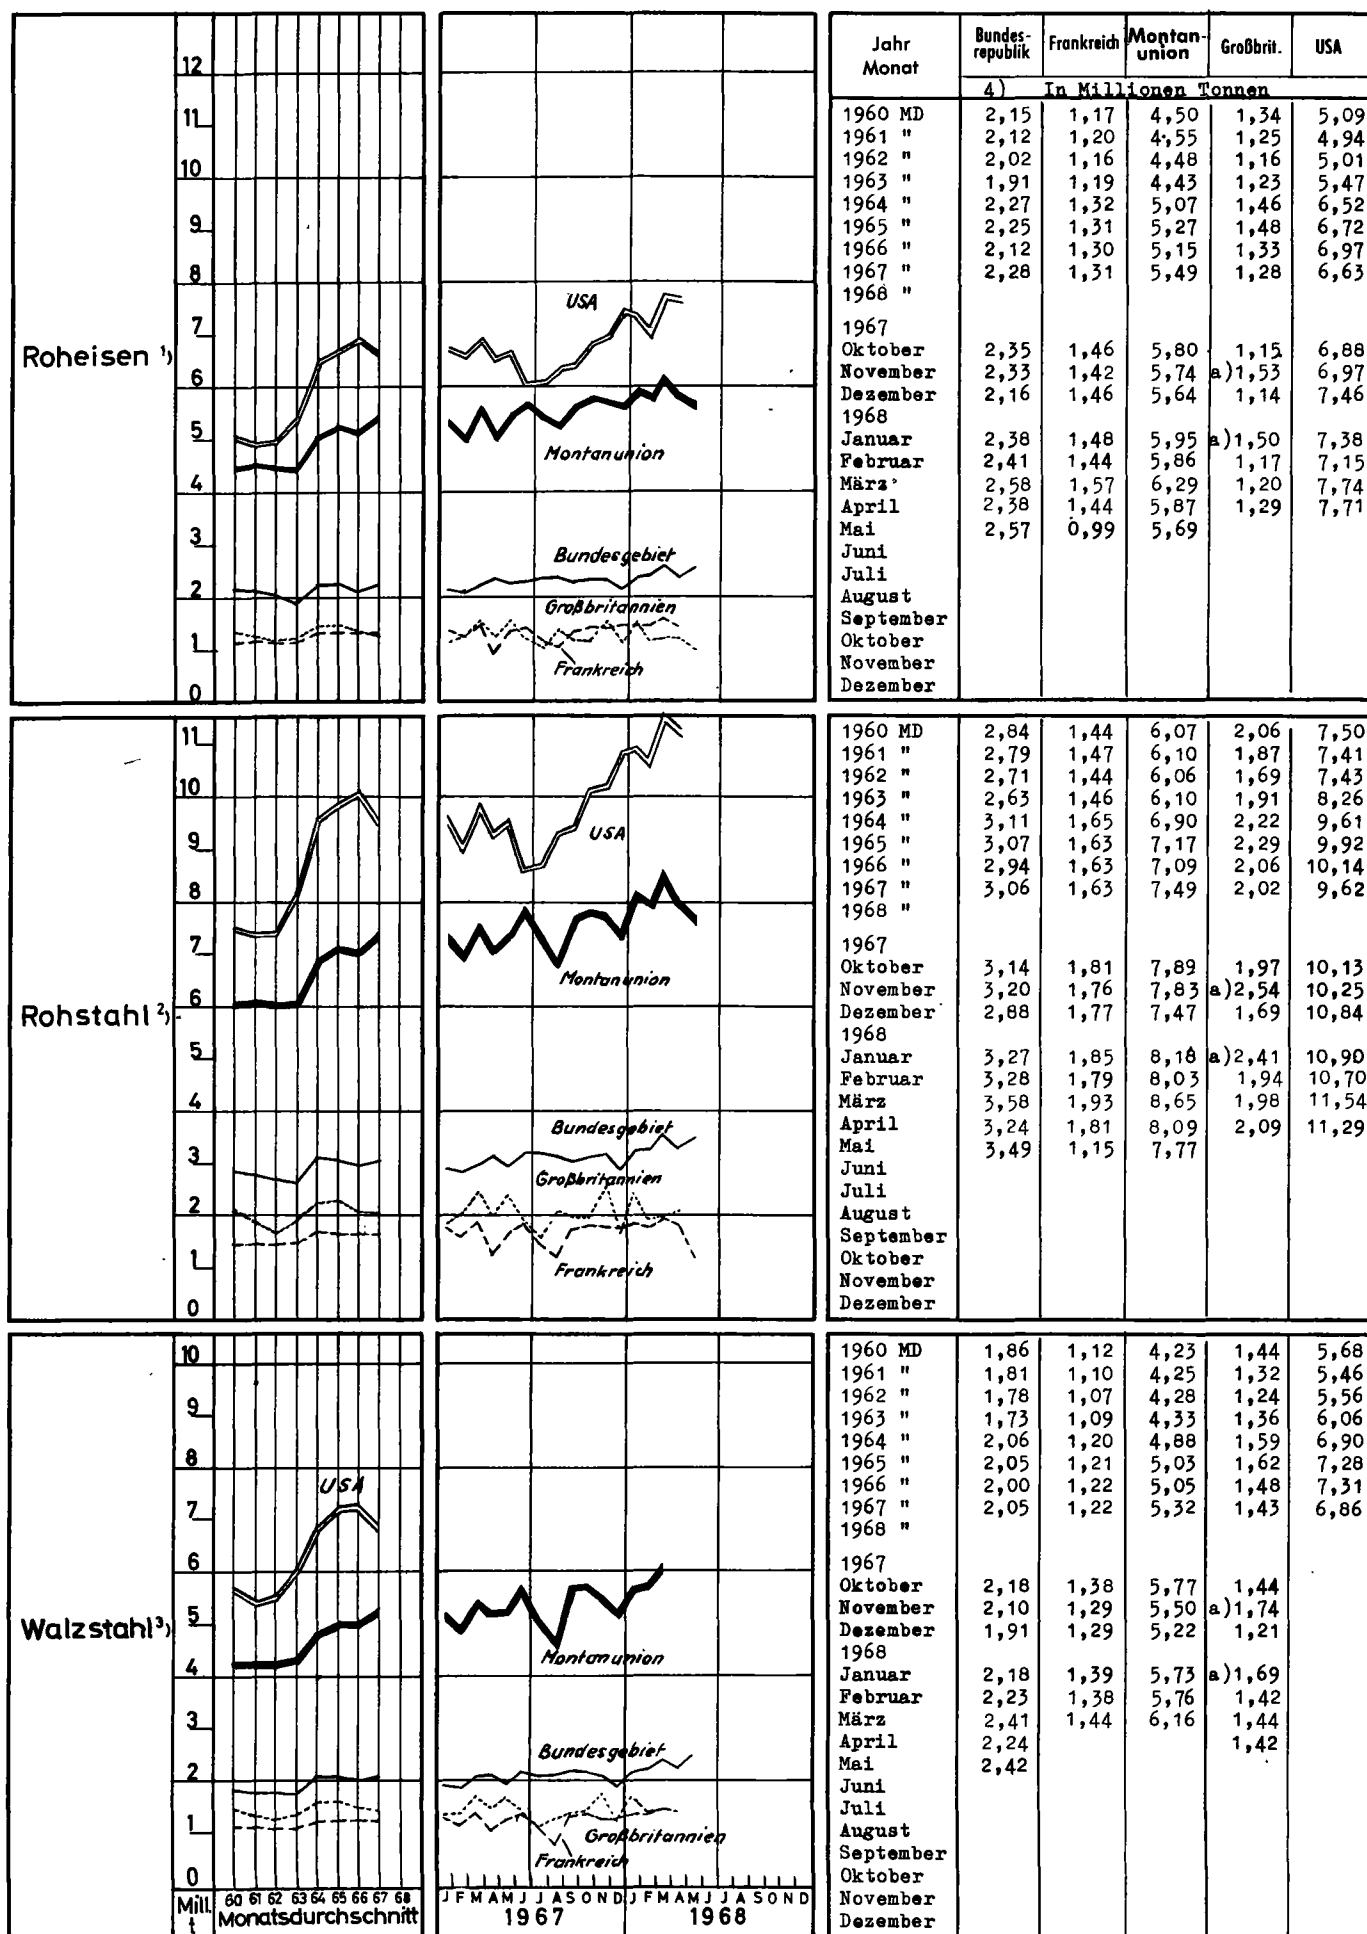 Jahr Monat | Bundes-republik | Frankreich | Montan-union | Großbrit. | USA
4) In Millionen Tonnen
Roheisen 1)
12
11
10
9
8
7
6
5
4
3
2
1
0
USA
Montanunion
Bundesgebiet
Großbritannien
Frankreich
1960 MD 2,15 1,17 4,50 1,34 5,09
1961 " 2,12 1,20 4,55 1,25 4,94
1962 " 2,02 1,16 4,48 1,16 5,01
1963 " 1,91 1,19 4,43 1,23 5,47
1964 " 2,27 1,32 5,07 1,46 6,52
1965 " 2,25 1,31 5,27 1,48 6,72
1966 " 2,12 1,30 5,15 1,33 6,97
1967 " 2,28 1,31 5,49 1,28 6,63
1968 "
1967
Oktober 2,35 1,46 5,80 1,15 6,88
November 2,33 1,42 5,74 a)1,53 6,97
Dezember 2,16 1,46 5,64 1,14 7,46
1968
Januar 2,38 1,48 5,95 a)1,50 7,38
Februar 2,41 1,44 5,86 1,17 7,15
März 2,58 1,57 6,29 1,20 7,74
April 2,38 1,44 5,87 1,29 7,71
Mai 2,57 0,99 5,69
Juni
Juli
August
September
Oktober
November
Dezember
Rohstahl 2)
11
10
9
8
7
6
5
4
3
2
1
0
USA
Montanunion
Bundesgebiet
Großbritannien
Frankreich
1960 MD 2,84 1,44 6,07 2,06 7,50
1961 " 2,79 1,47 6,10 1,87 7,41
1962 " 2,71 1,44 6,06 1,69 7,43
1963 " 2,63 1,46 6,10 1,91 8,26
1964 " 3,11 1,65 6,90 2,22 9,61
1965 " 3,07 1,63 7,17 2,29 9,92
1966 " 2,94 1,63 7,09 2,06 10,14
1967 " 3,06 1,63 7,49 2,02 9,62
1968 "
1967
Oktober 3,14 1,81 7,89 1,97 10,13
November 3,20 1,76 7,83 a)2,54 10,25
Dezember 2,88 1,77 7,47 1,69 10,84
1968
Januar 3,27 1,85 8,18 a)2,41 10,90
Februar 3,28 1,79 8,03 1,94 10,70
März 3,58 1,93 8,65 1,98 11,54
April 3,24 1,81 8,09 2,09 11,29
Mai 3,49 1,15 7,77
Juni
Juli
August
September
Oktober
November
Dezember
Walzstahl 3)
10
9
8
7
6
5
4
3
2
1
0
USA
Montanunion
Bundesgebiet
Großbritannien
Frankreich
1960 MD 1,86 1,12 4,23 1,44 5,68
1961 " 1,81 1,10 4,25 1,32 5,46
1962 " 1,78 1,07 4,28 1,24 5,56
1963 " 1,73 1,09 4,33 1,36 6,06
1964 " 2,06 1,20 4,88 1,59 6,90
1965 " 2,05 1,21 5,03 1,62 7,28
1966 " 2,00 1,22 5,05 1,48 7,31
1967 " 2,05 1,22 5,32 1,43 6,86
1968 "
1967
Oktober 2,18 1,38 5,77 1,44
November 2,10 1,29 5,50 a)1,74
Dezember 1,91 1,29 5,22 1,21
1968
Januar 2,18 1,39 5,73 a)1,69
Februar 2,23 1,38 5,76 1,42
März 2,41 1,44 6,16 1,44
April 2,24 1,42
Mai 2,42
Juni
Juli
August
September
Oktober
November
Dezember
Mill. t
60 61 62 63 64 65 66 67 68
Monatsdurchschnitt
J F M A M J J A S O N D J F M A M J J A S O N D
1967 1968